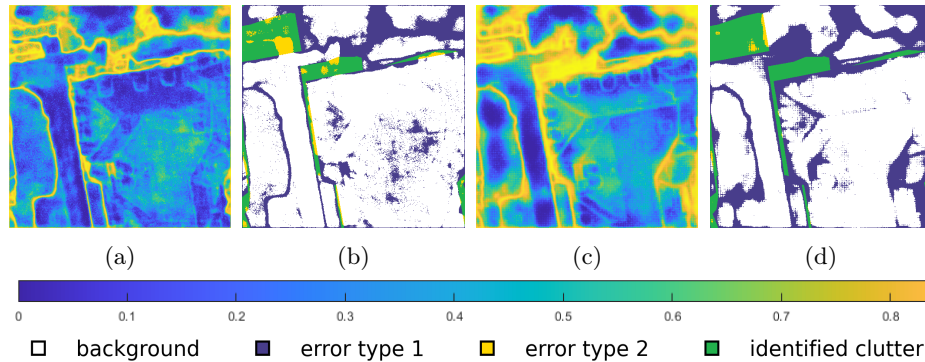 (a) (b) (c) (d)
0 0.1 0.2 0.3 0.4 0.5 0.6 0.7 0.8
background error type 1 error type 2 identified clutter